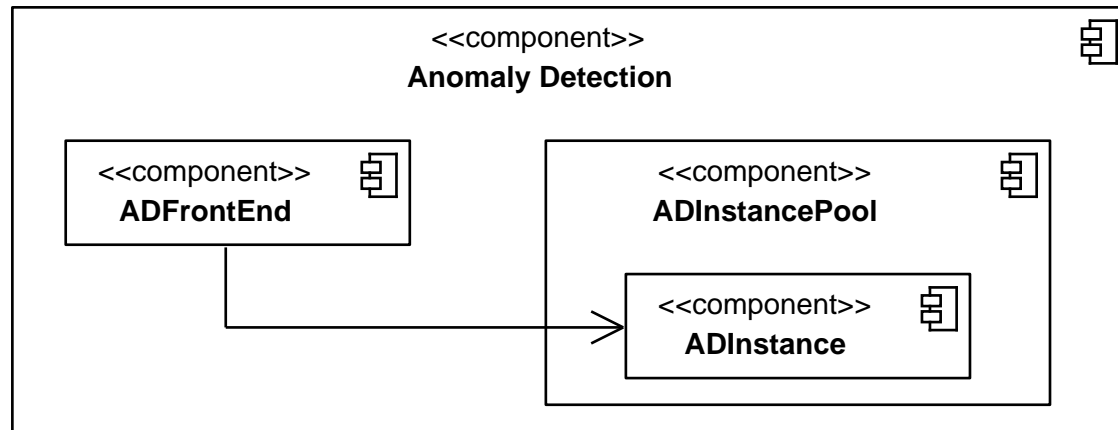 <<component>>
Anomaly Detection
<<component>>
ADFrontEnd
<<component>>
ADInstancePool
<<component>>
ADInstance